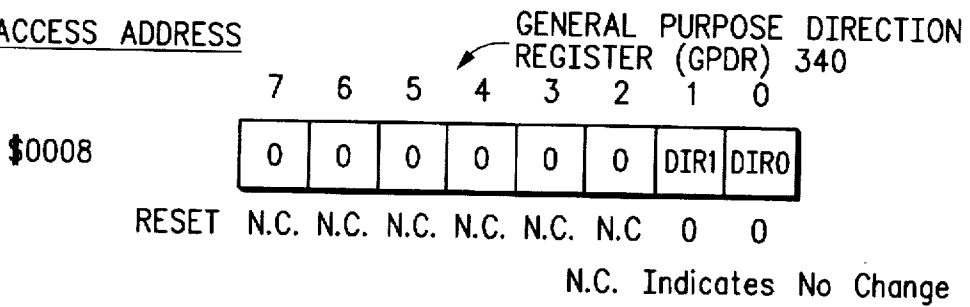 ACCESS ADDRESS
GENERAL PURPOSE DIRECTION
REGISTER (GPDR) 340
7 6 5 4 3 2 1 0
$0008 0 0 0 0 0 0 DIR1 DIR0
RESET N.C. N.C. N.C. N.C. N.C. N.C 0 0
N.C. Indicates No Change